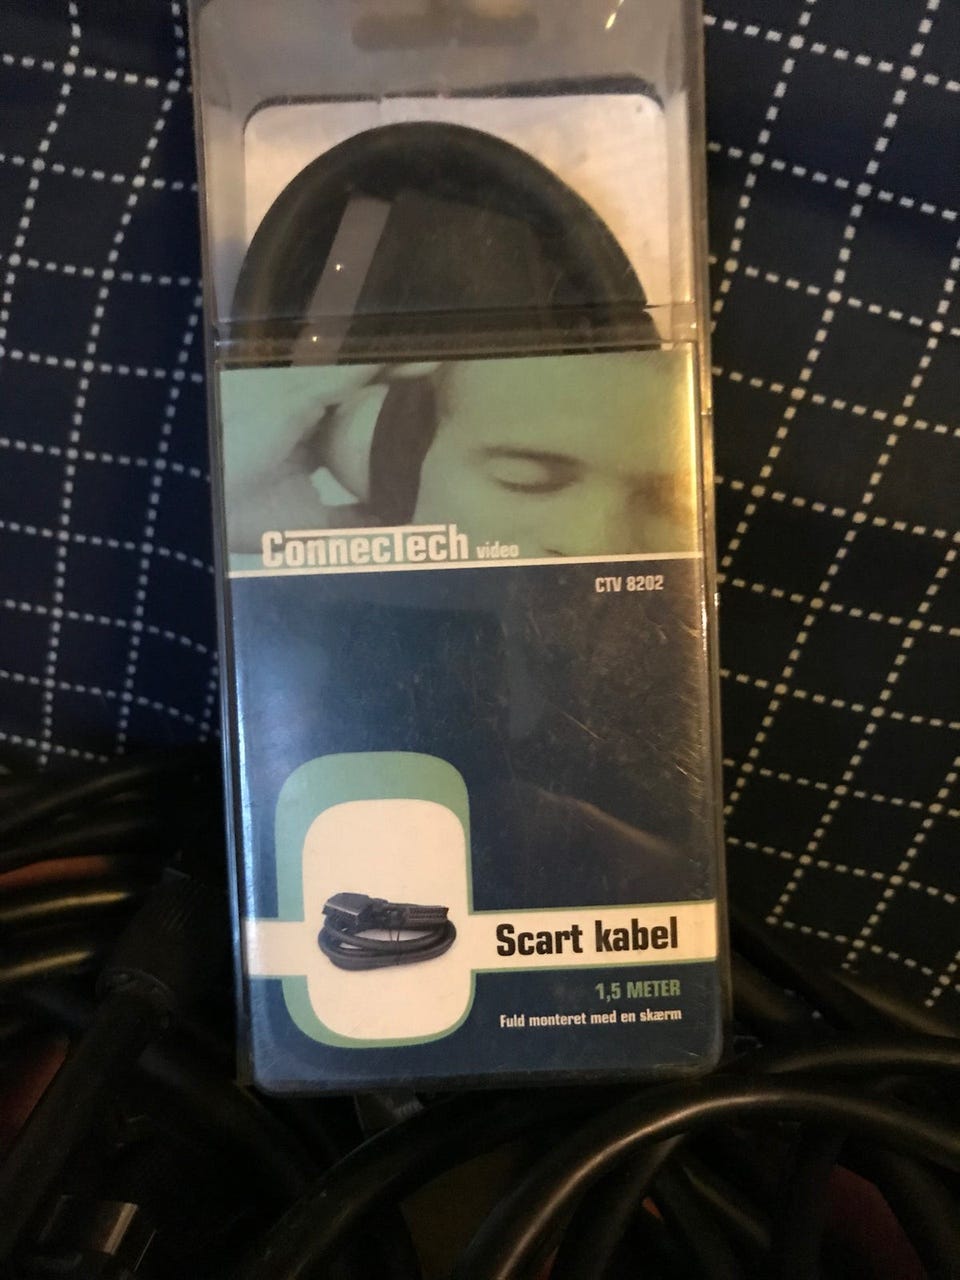 ConnecTech video
CTV 8202
Scart kabel
1,5 METER
Fuld monteret med en skærm